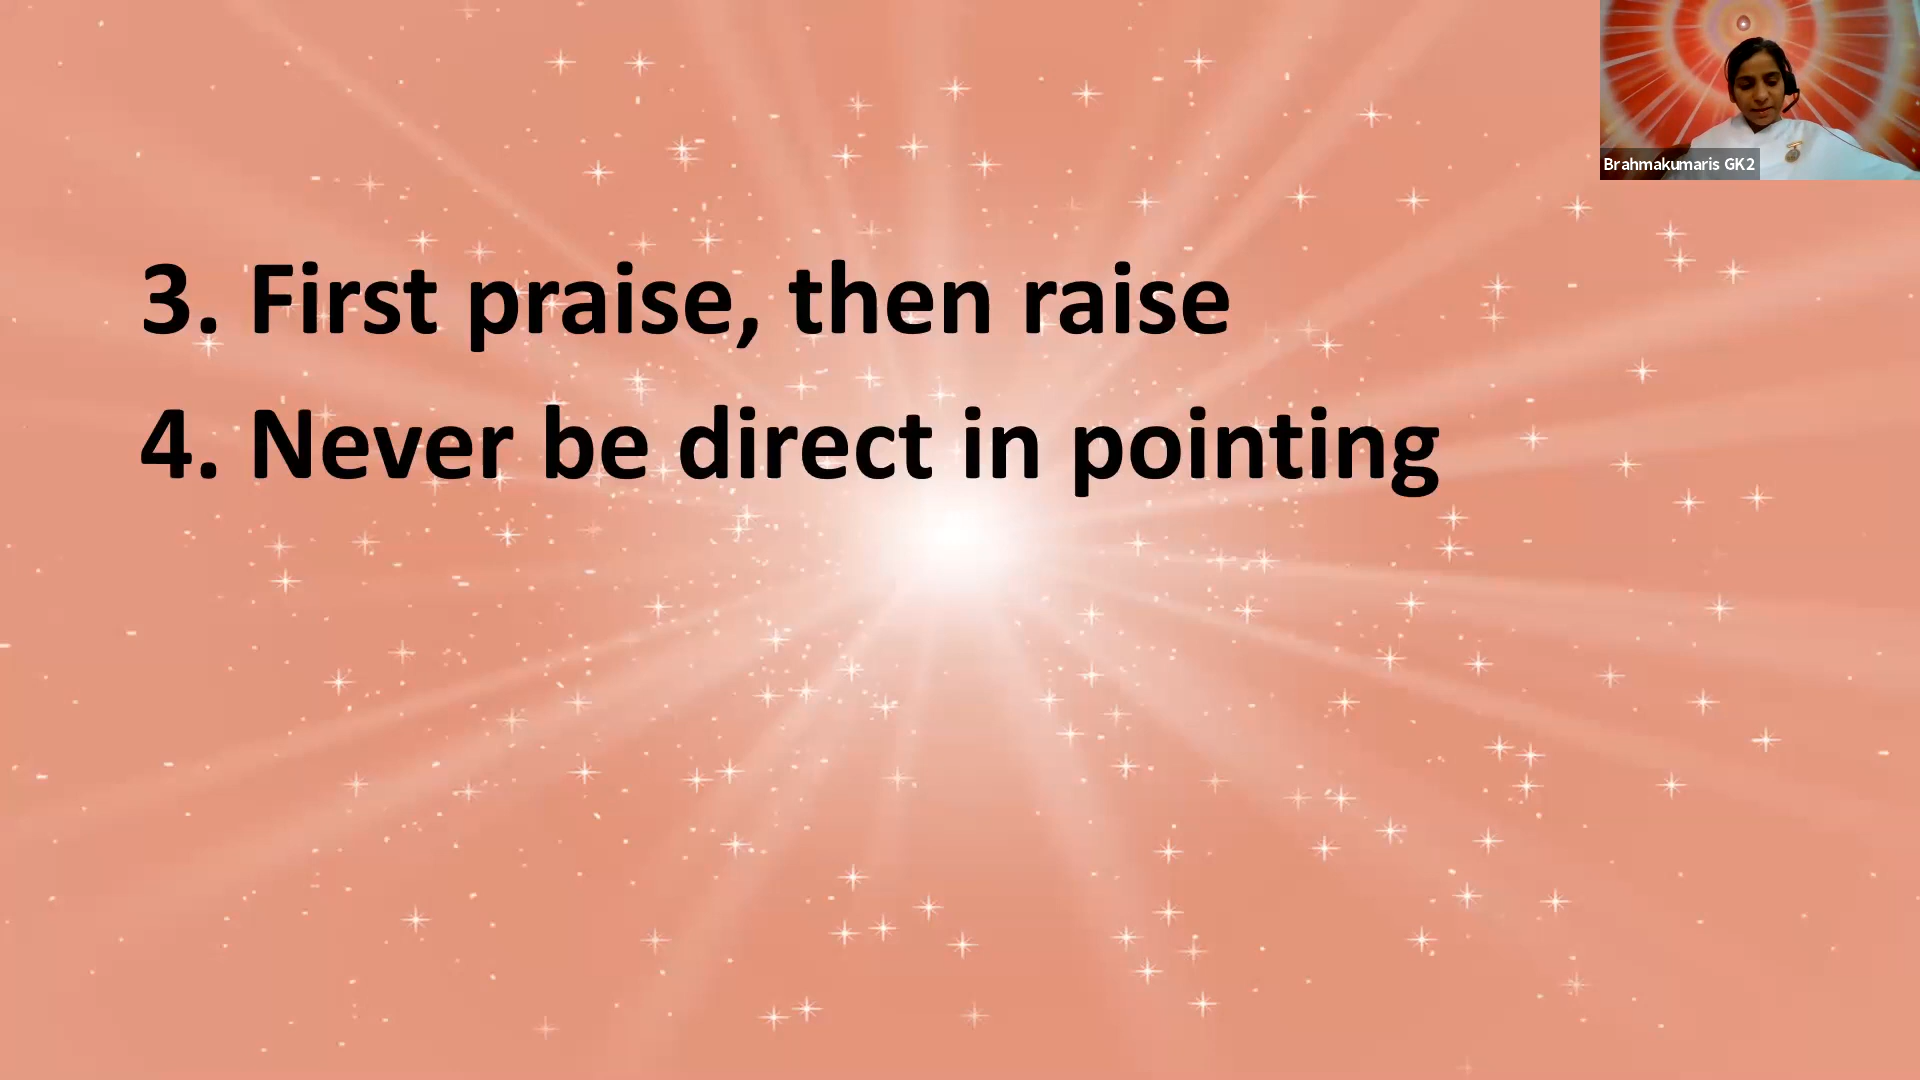 Brahmakumaris GK2
3. First praise, then raise
4. Never be direct in pointing